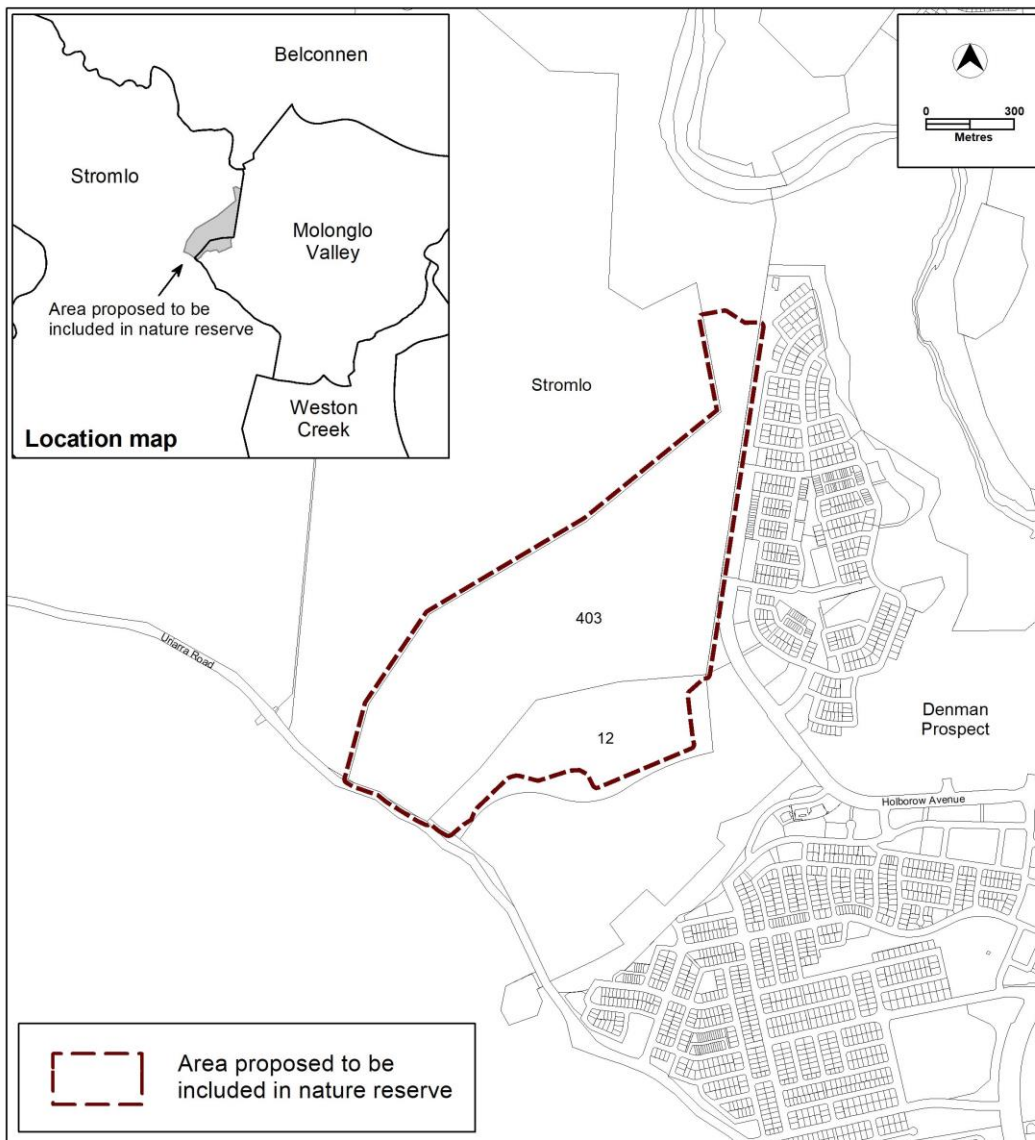 Belconnen
Stromlo
Molonglo
Valley
Area proposed to be
included in nature reserve
Weston
Creek
Location map
0 300
Metres
Stromlo
403
Uriarra Road
12
Denman
Prospect
Holborow Avenue
Area proposed to be
included in nature reserve